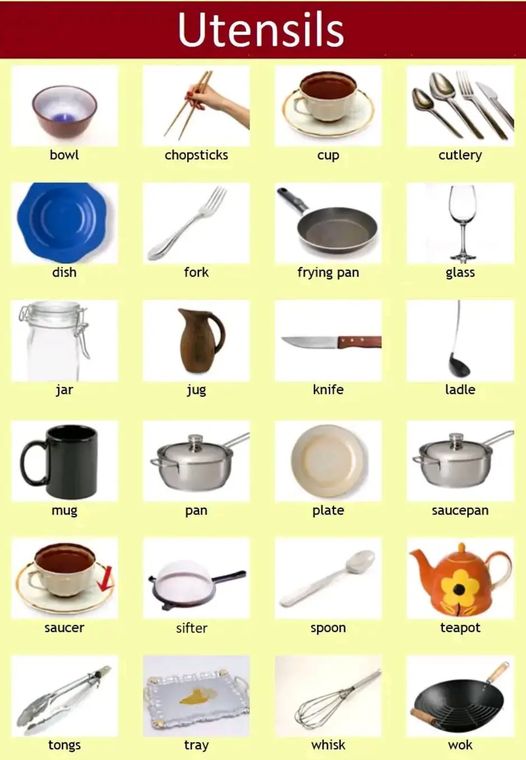 Utensils
bowl
chopsticks
cup
cutlery
dish
fork
frying pan
glass
jar
jug
knife
ladle
mug
pan
plate
saucepan
saucer
sifter
spoon
teapot
tongs
tray
whisk
wok